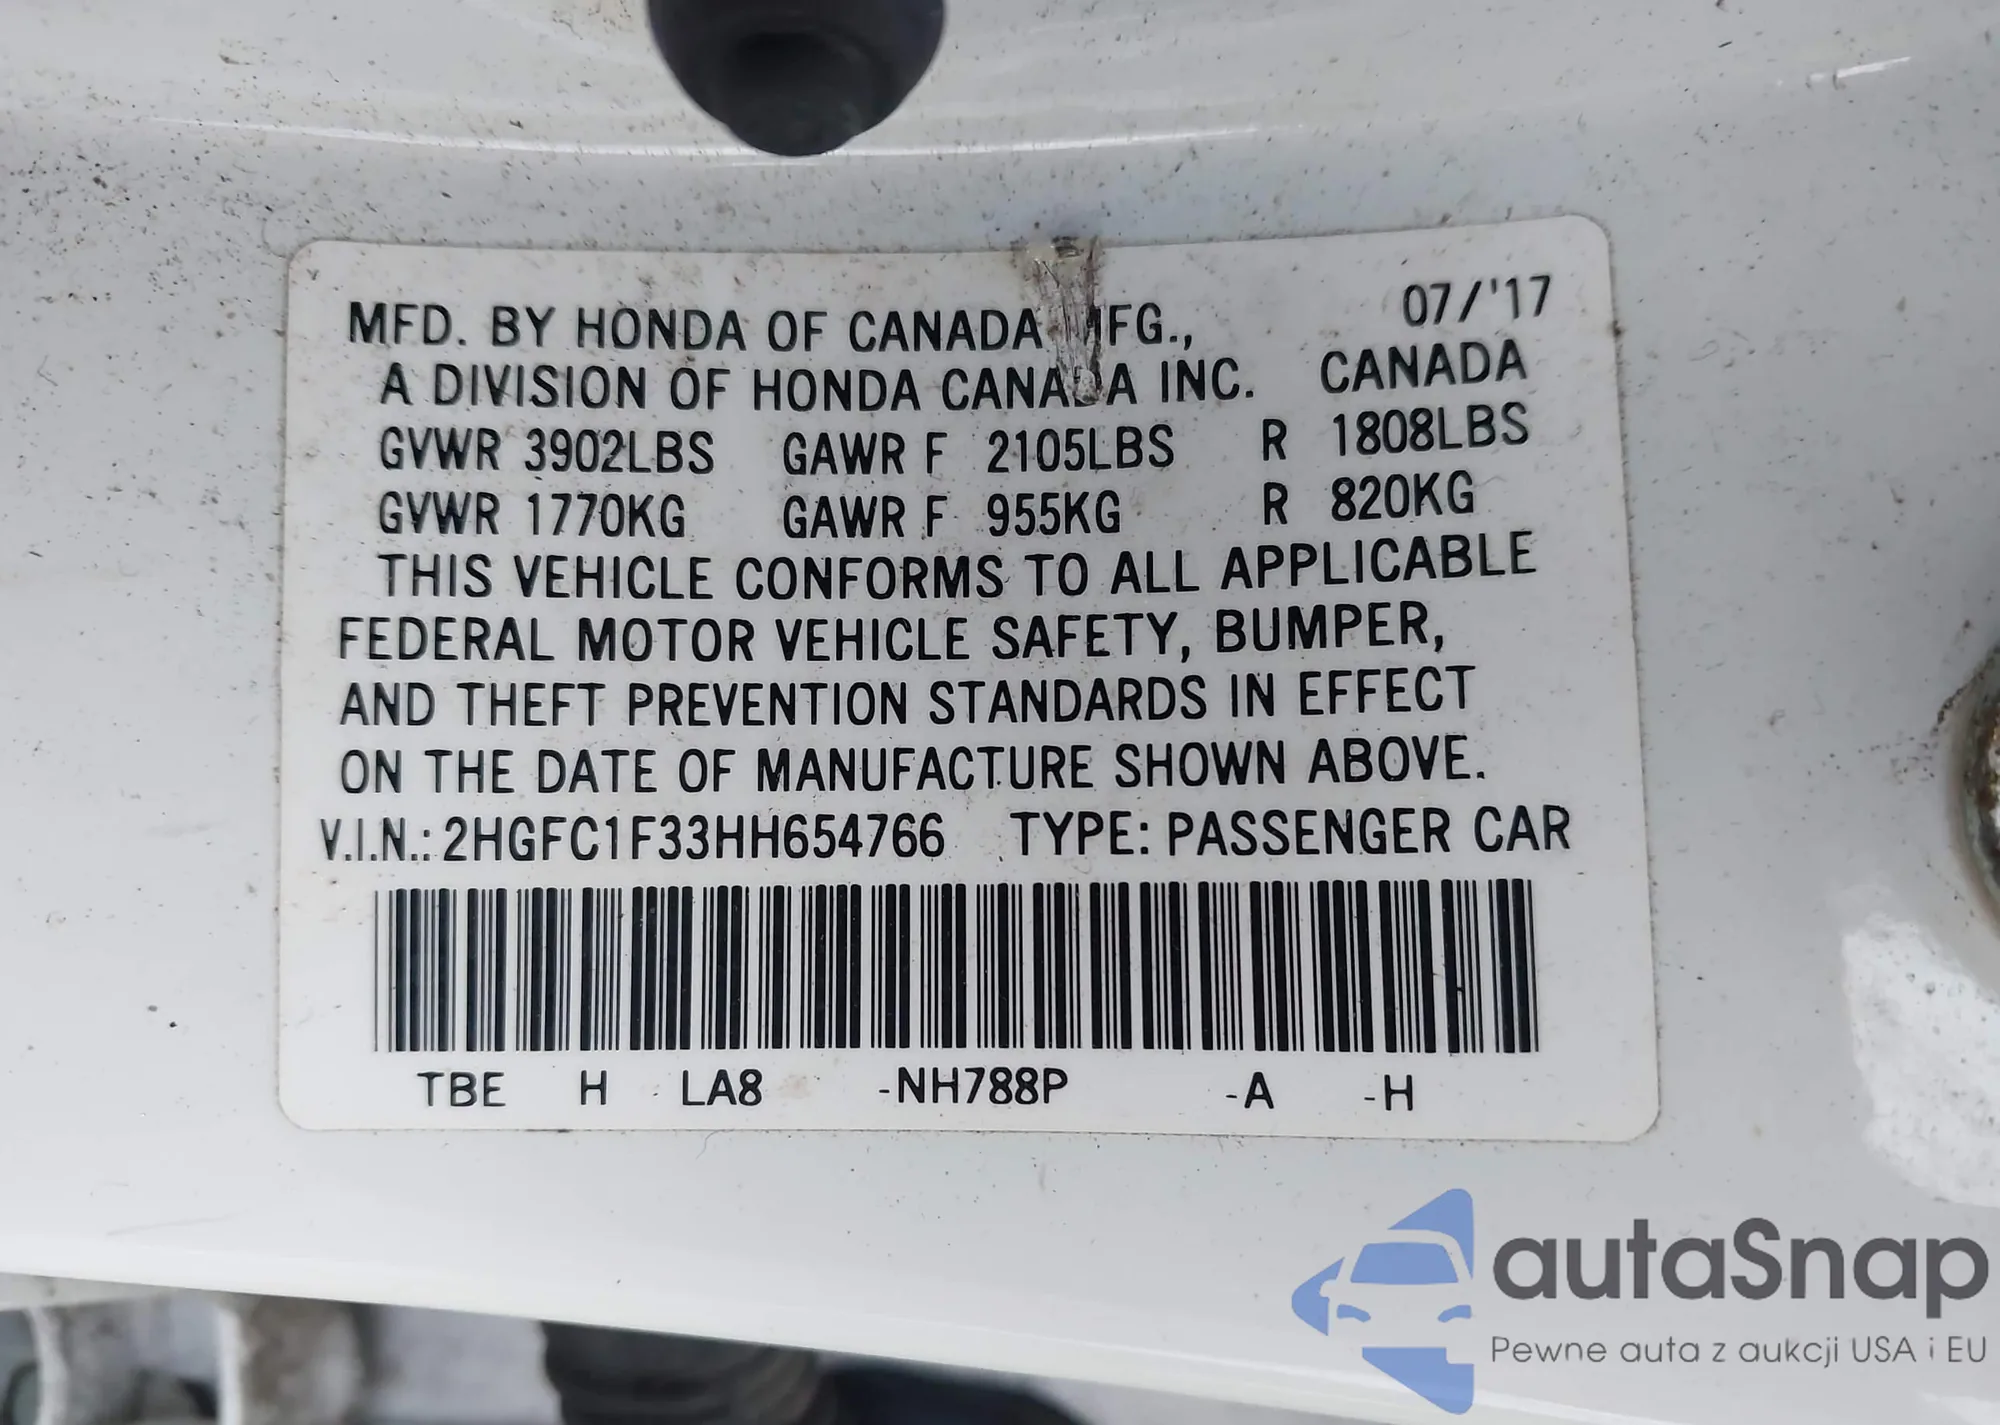 MFD. BY HONDA OF CANADA MFG., 07/'17
A DIVISION OF HONDA CANADA INC. CANADA
GVWR 3902LBS GAWR F 2105LBS R 1808LBS
GVWR 1770KG GAWR F 955KG R 820KG
THIS VEHICLE CONFORMS TO ALL APPLICABLE
FEDERAL MOTOR VEHICLE SAFETY, BUMPER,
AND THEFT PREVENTION STANDARDS IN EFFECT
ON THE DATE OF MANUFACTURE SHOWN ABOVE.
V.I.N.: 2HGFC1F33HH654766 TYPE: PASSENGER CAR
TBE H LA8 -NH788P -A -H
autaSnap
Pewne auta z aukcji USA i EU